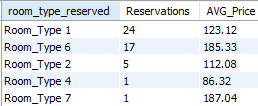 room_type_reserved Reservations AVG_Price
Room_Type 1 24 123.12
Room_Type 6 17 185.33
Room_Type 2 5 112.08
Room_Type 4 1 86.32
Room_Type 7 1 187.04